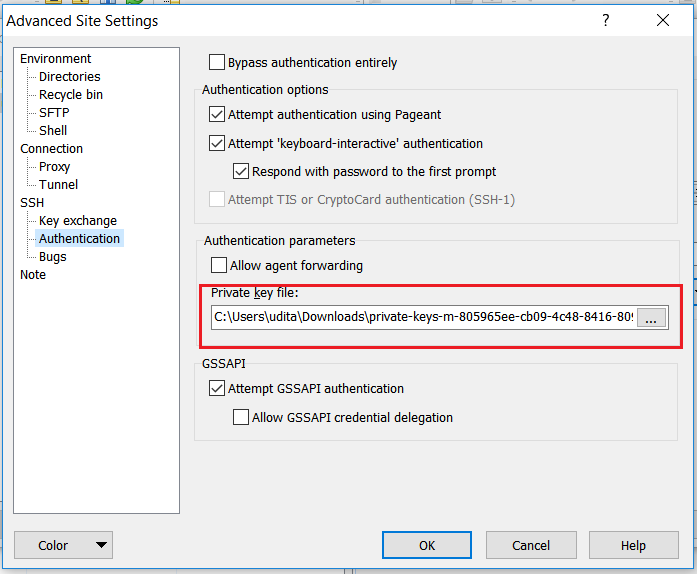 Advanced Site Settings
?
Environment
Directories
Recycle bin
SFTP
Shell
Connection
Proxy
Tunnel
SSH
Key exchange
Authentication
Bugs
Note
Bypass authentication entirely
Authentication options
Attempt authentication using Pageant
Attempt 'keyboard-interactive' authentication
Respond with password to the first prompt
Attempt TIS or CryptoCard authentication (SSH-1)
Authentication parameters
Allow agent forwarding
Private key file:
C:\Users\udita\Downloads\private-keys-m-805965ee-cb09-4c48-8416-809
...
GSSAPI
Attempt GSSAPI authentication
Allow GSSAPI credential delegation
Color
OK
Cancel
Help